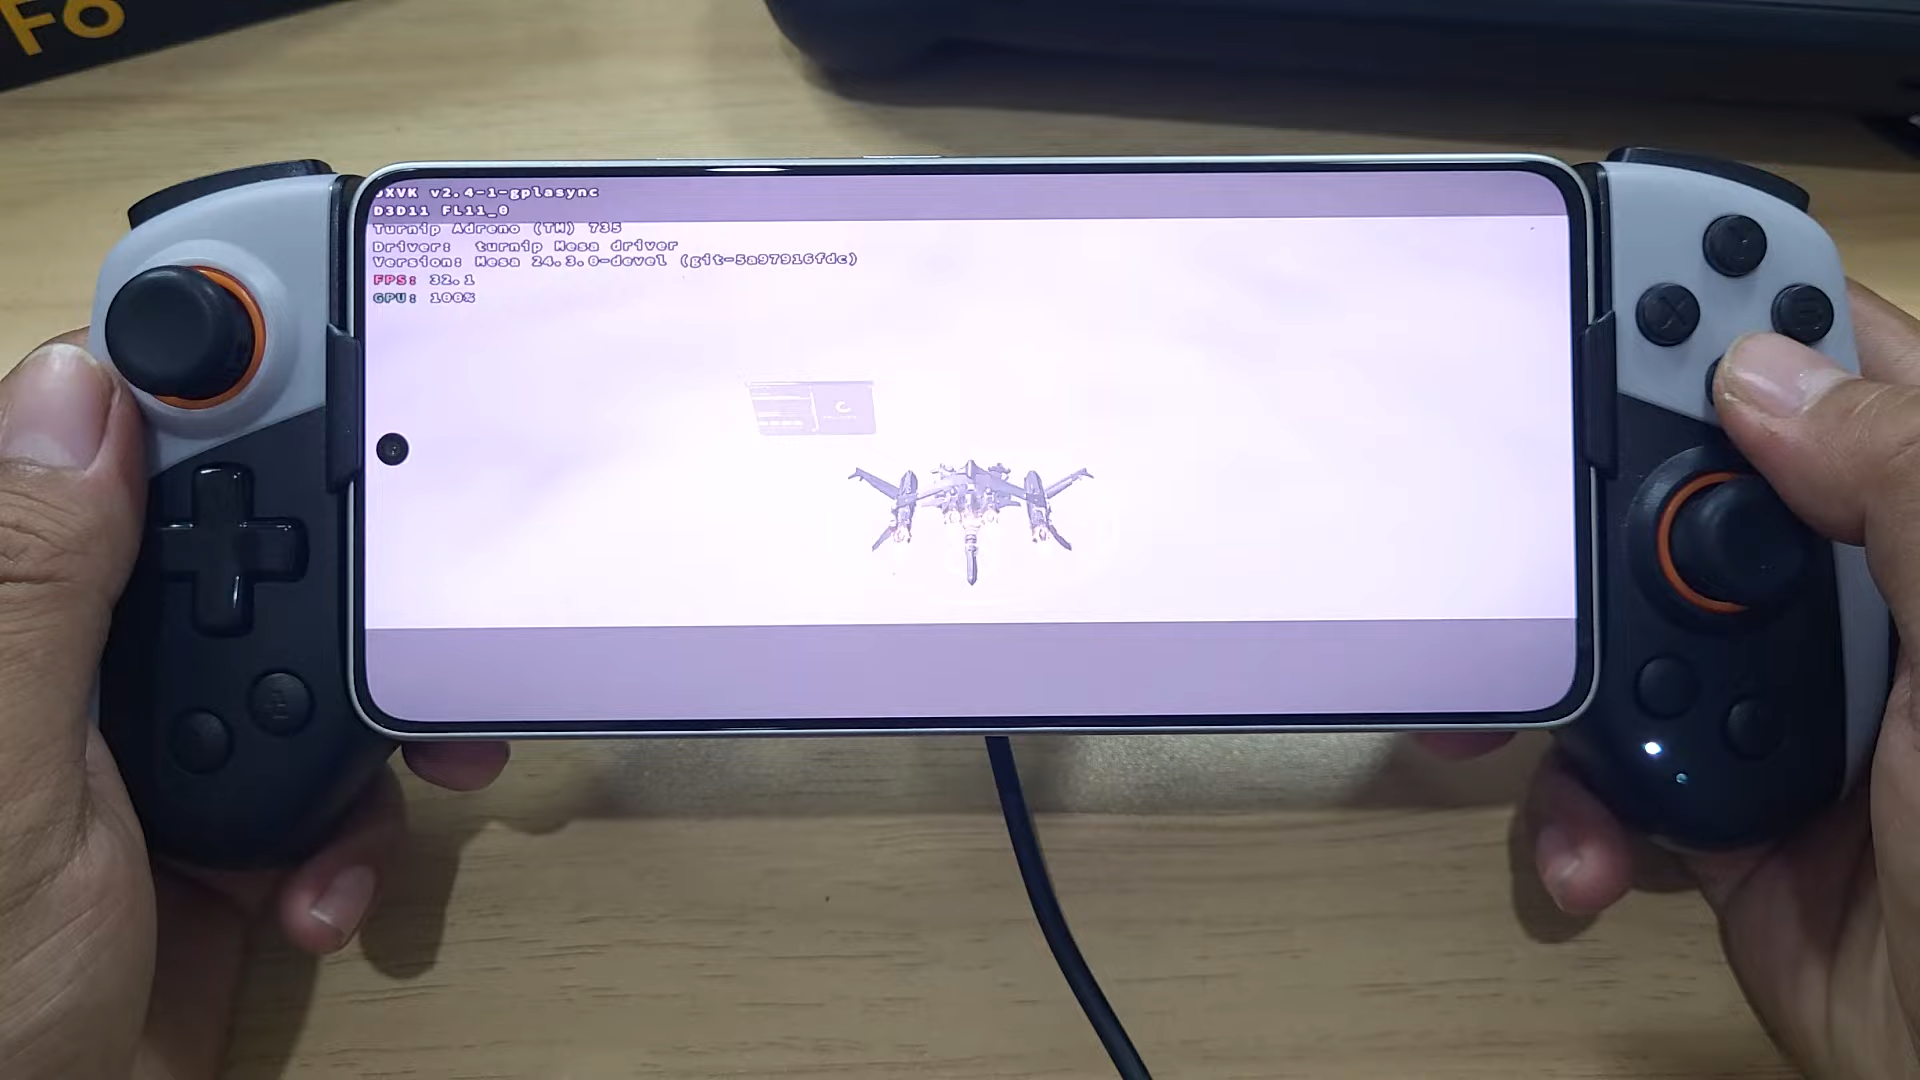 F6
DXVK v2.4-1-gplasync
D3D11 FL11_0
Turnip Adreno (TM) 735
Driver: turnip Mesa driver
Version: Mesa 24.3.0-devel (git-5a97916fdc)
FPS: 32.1
GPU: 100%
X